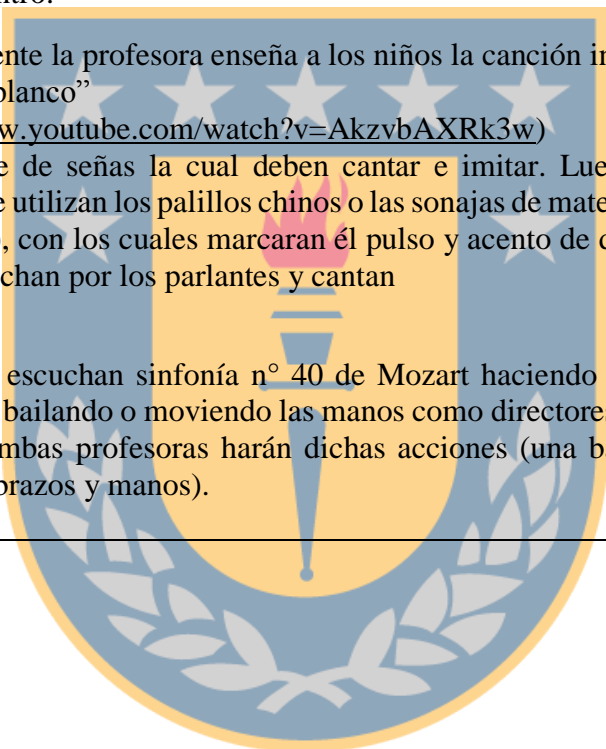 ente la profesora enseña a los niños la canción in
blanco”
w.youtube.com/watch?v=AkzvbAXRk3w)
e de señas la cual deben cantar e imitar. Lue
e utilizan los palillos chinos o las sonajas de mate
, con los cuales marcaran él pulso y acento de
chan por los parlantes y cantan
escuchan sinfonía n° 40 de Mozart haciendo
bailando o moviendo las manos como directore
mbas profesoras harán dichas acciones (una b
brazos y manos).